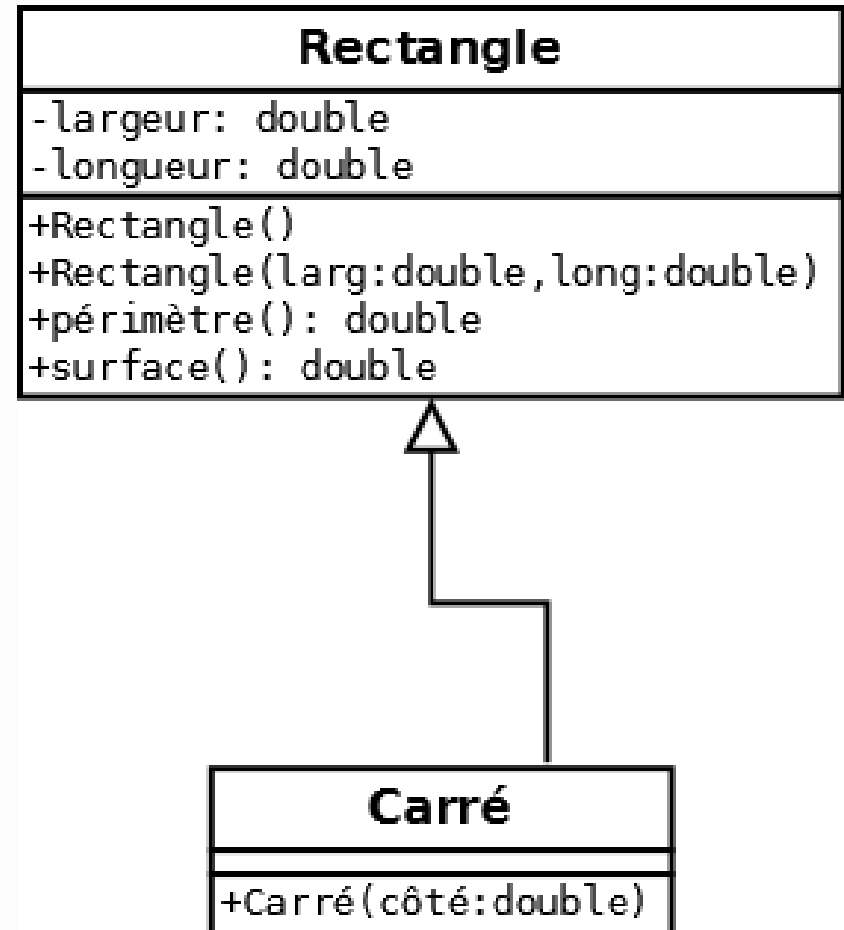 Rectangle
-largeur: double
-longueur: double
+Rectangle()
+Rectangle(larg:double,long:double)
+périmètre(): double
+surface(): double
Carré
+Carré(côté:double)